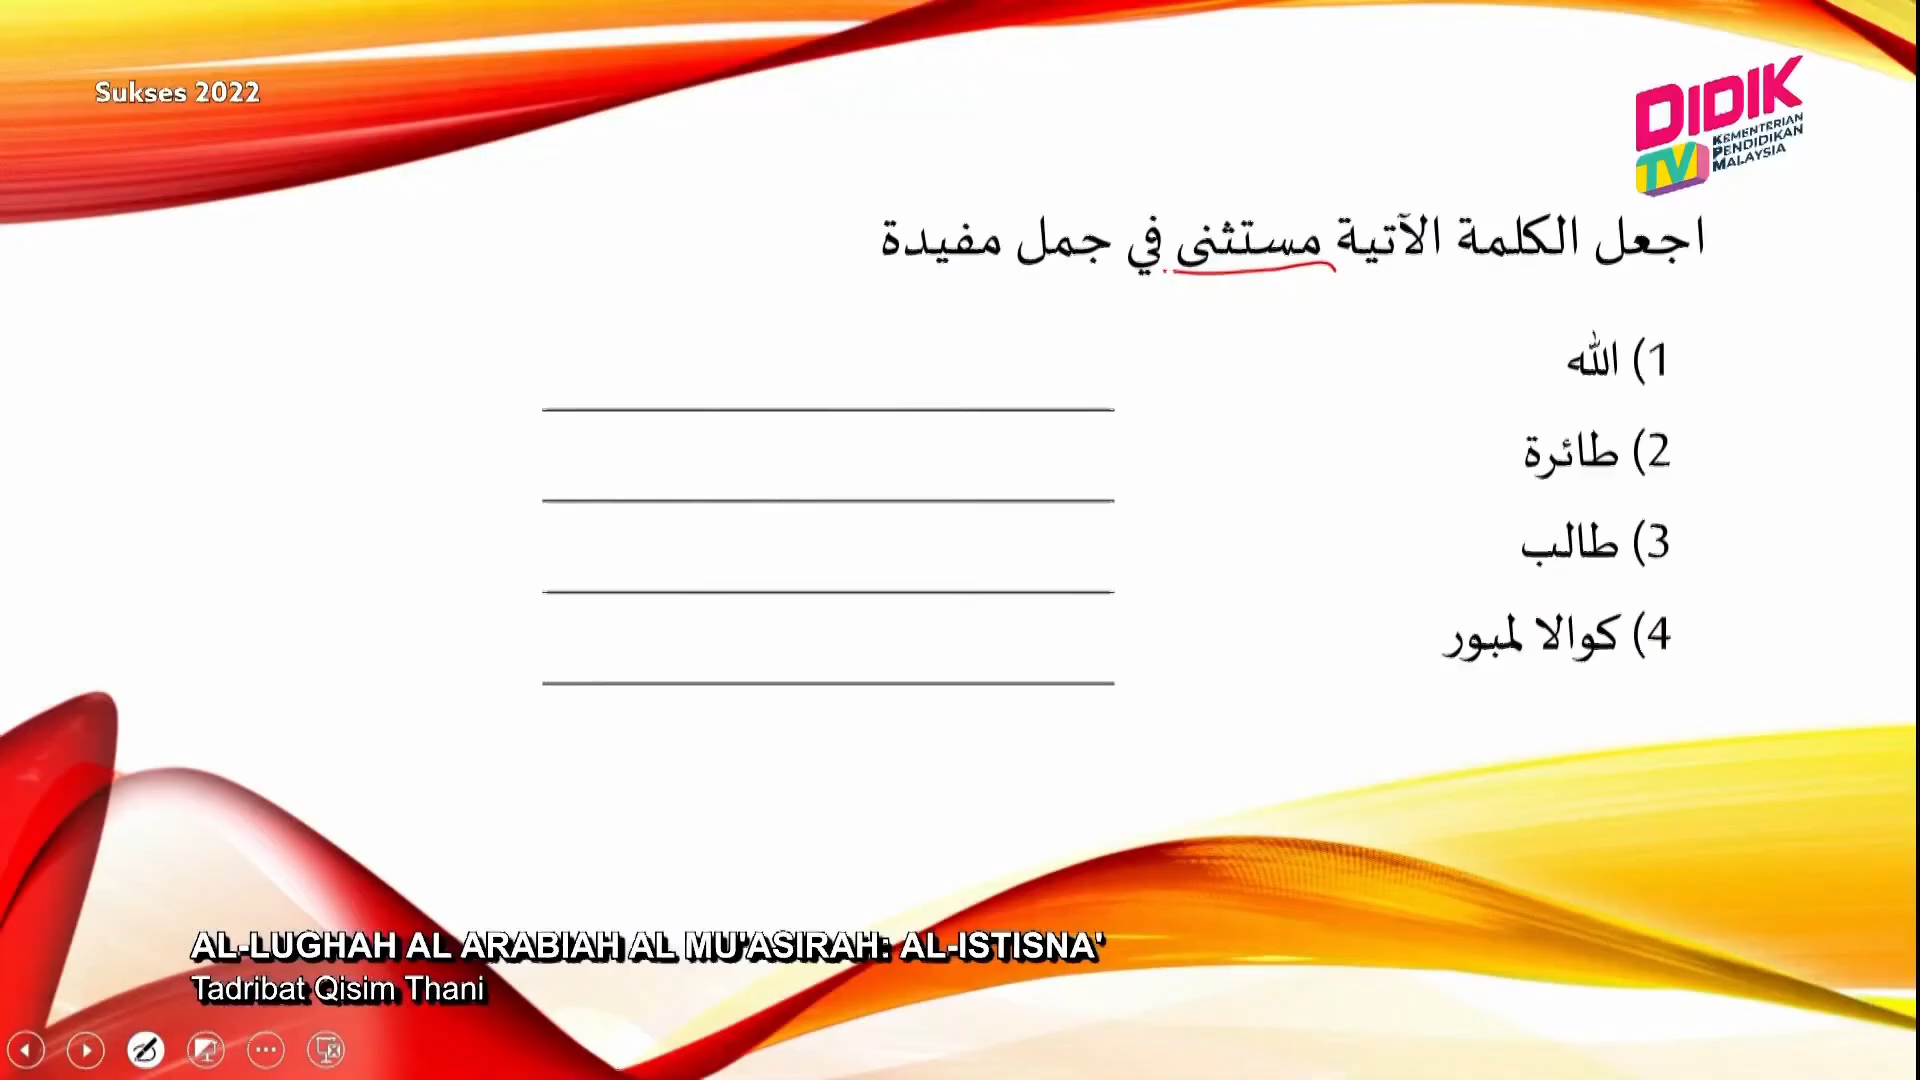 Sukses 2022
DIDIK
TV
KEMENTERIAN
PENDIDIKAN
MALAYSIA
اجعل الكلمة الآتية مستثنى في جمل مفيدة
1) الله
2) طائرة
3) طالب
4) كوالا لمبور
AL-LUGHAH AL ARABIAH AL MU'ASIRAH: AL-ISTISNA'
Tadribat Qisim Thani